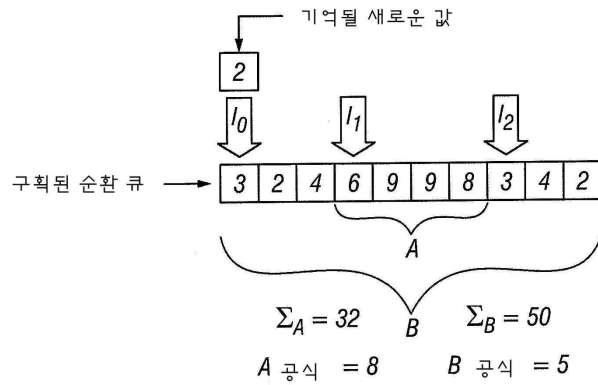 기억될 새로운 값
2
I0 I1 I2
구획된 순환 큐 3 2 4 6 9 9 8 3 4 2
A
B
ΣA = 32 ΣB = 50
A 공식 = 8 B 공식 = 5